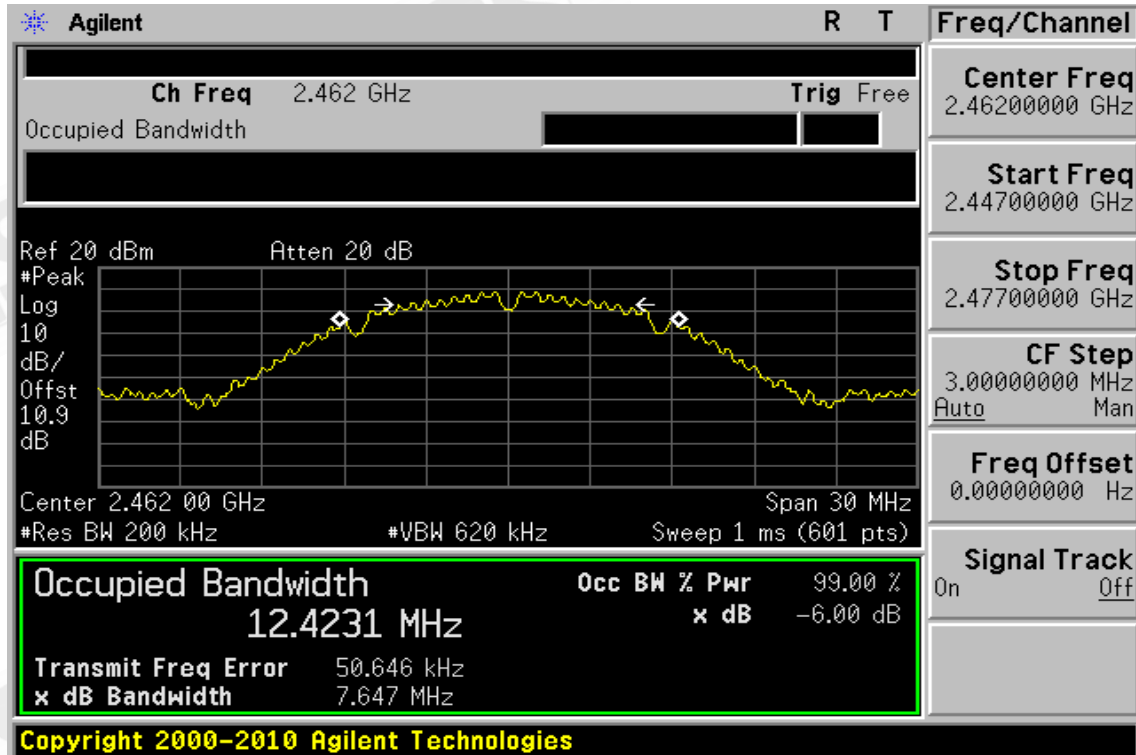 Agilent R T
Ch Freq 2.462 GHz Trig Free
Occupied Bandwidth
Ref 20 dBm Atten 20 dB
#Peak
Log
10
dB/
Offst
10.9
dB
Center 2.462 00 GHz Span 30 MHz
#Res BW 200 kHz #VBW 620 kHz Sweep 1 ms (601 pts)
Occupied Bandwidth Occ BW % Pwr 99.00 %
12.4231 MHz x dB -6.00 dB
Transmit Freq Error 50.646 kHz
x dB Bandwidth 7.647 MHz
Copyright 2000-2010 Agilent Technologies
Freq/Channel
Center Freq
2.46200000 GHz
Start Freq
2.44700000 GHz
Stop Freq
2.47700000 GHz
CF Step
3.00000000 MHz
Auto Man
Freq Offset
0.00000000 Hz
Signal Track
On Off